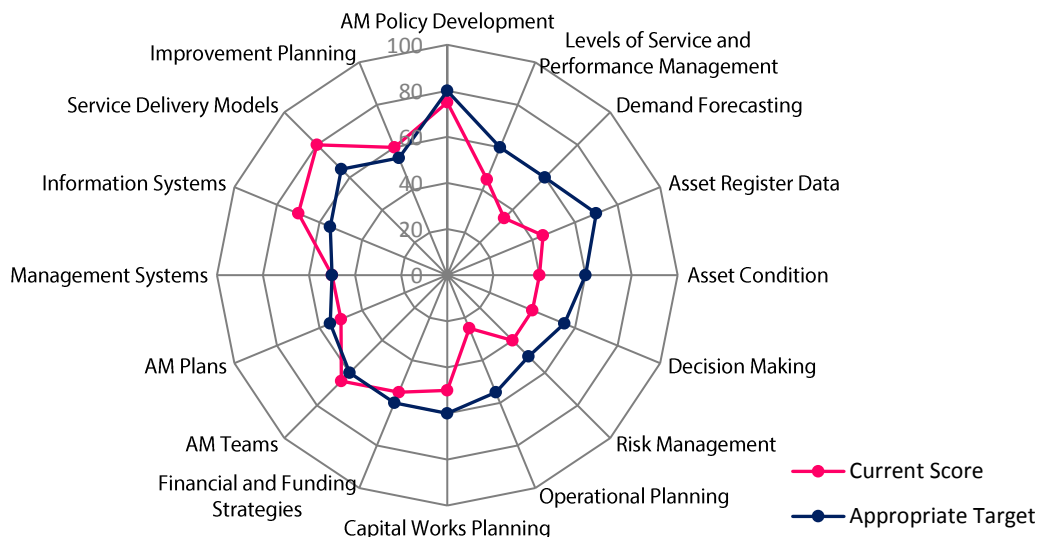 AM Policy Development
Levels of Service and
Performance Management
Demand Forecasting
Asset Register Data
Asset Condition
Decision Making
Risk Management
Operational Planning
Capital Works Planning
Financial and Funding
Strategies
AM Teams
AM Plans
Management Systems
Information Systems
Service Delivery Models
Improvement Planning
100
80
60
40
20
0
Current Score
Appropriate Target